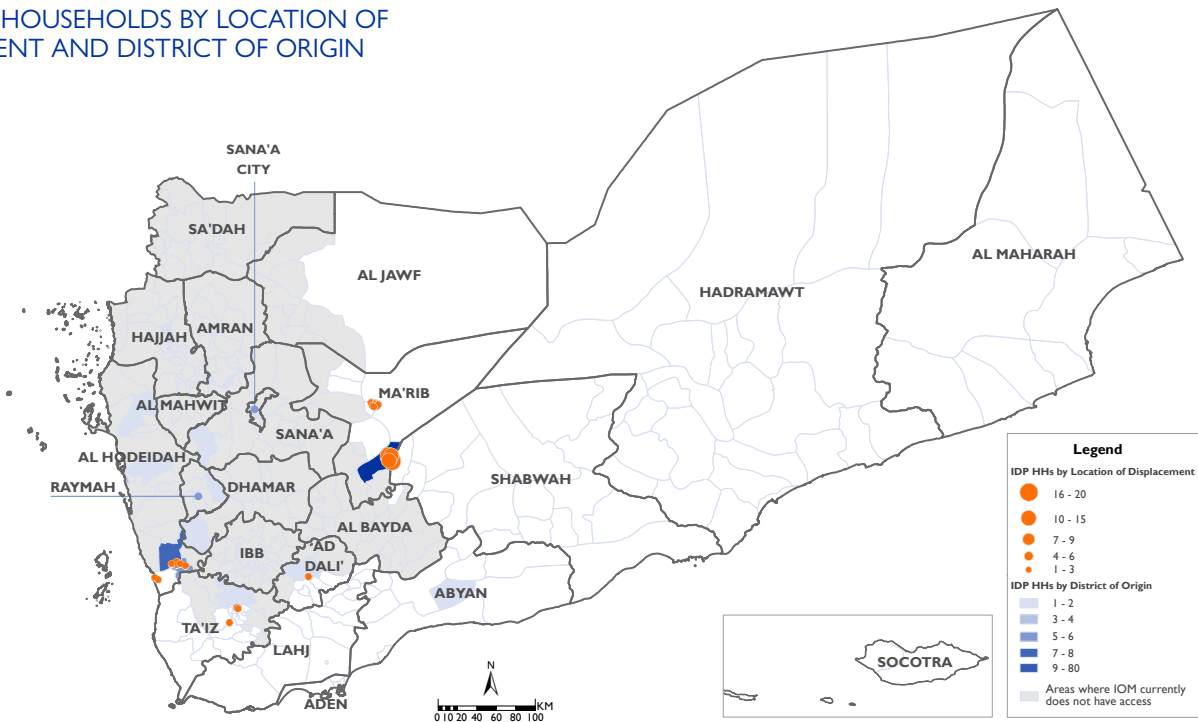 HOUSEHOLDS BY LOCATION OF
ENT AND DISTRICT OF ORIGIN
SANA'A
CITY
SA'DAH
AL JAWF
AL MAHARAH
HADRAMAWT
HAJJAH
AMRAN
MA'RIB
AL MAHWIT
SANA'A
AL HODEIDAH
RAYMAH
DHAMAR
SHABWAH
AL BAYDA
IBB
AD
DALI'
ABYAN
TA'IZ
LAHJ
ADEN
SOCOTRA
N
0 10 20 40 60 80 100
KM
Legend
IDP HHs by Location of Displacement
16 - 20
10 - 15
7 - 9
4 - 6
1 - 3
IDP HHs by District of Origin
1 - 2
3 - 4
5 - 6
7 - 8
9 - 80
Areas where IOM currently
does not have access